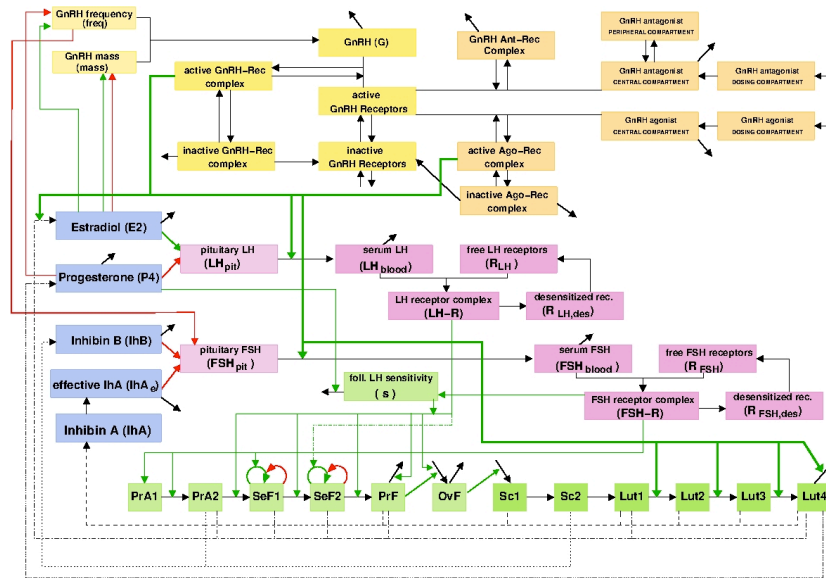 GnRH frequency
(freq)
GnRH mass
(mass)
GnRH (G)
GnRH Ant-Rec
Complex
GnRH antagonist
PERIPHERAL COMPARTMENT
active GnRH-Rec
complex
GnRH antagonist
CENTRAL COMPARTMENT
GnRH antagonist
DOSING COMPARTMENT
active
GnRH Receptors
GnRH agonist
CENTRAL COMPARTMENT
GnRH agonist
DOSING COMPARTMENT
inactive GnRH-Rec
complex
inactive
GnRH Receptors
active Ago-Rec
complex
inactive Ago-Rec
complex
Estradiol (E2)
pituitary LH
(LHpit)
serum LH
(LHblood)
free LH receptors
(RLH)
Progesterone (P4)
LH receptor complex
(LH-R)
desensitized rec.
(RLH,des)
Inhibin B (IhB)
pituitary FSH
(FSHpit)
serum FSH
(FSHblood)
free FSH receptors
(RFSH)
effective IhA (IhAe)
foll. LH sensitivity
(s)
FSH receptor complex
(FSH-R)
desensitized rec.
(RFSH,des)
Inhibin A (IhA)
PrA1 PrA2 SeF1 SeF2 PrF OvF Sc1 Sc2 Lut1 Lut2 Lut3 Lut4